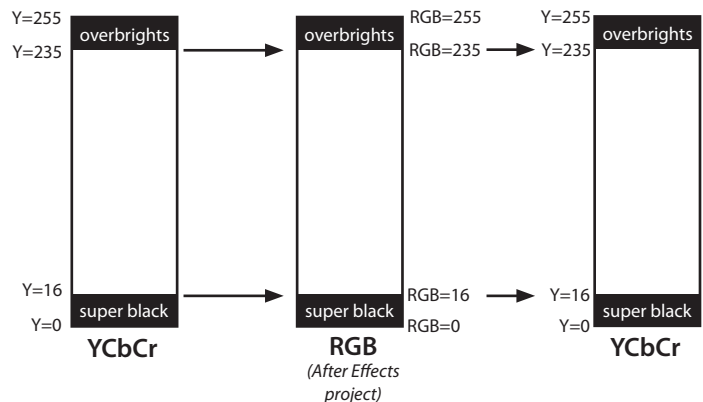 Y=255
overbrights
Y=235
Y=16
super black
Y=0
YCbCr
RGB=255
overbrights
RGB=235
RGB=16
super black
RGB=0
RGB
(After Effects
project)
Y=255
overbrights
Y=235
Y=16
super black
Y=0
YCbCr